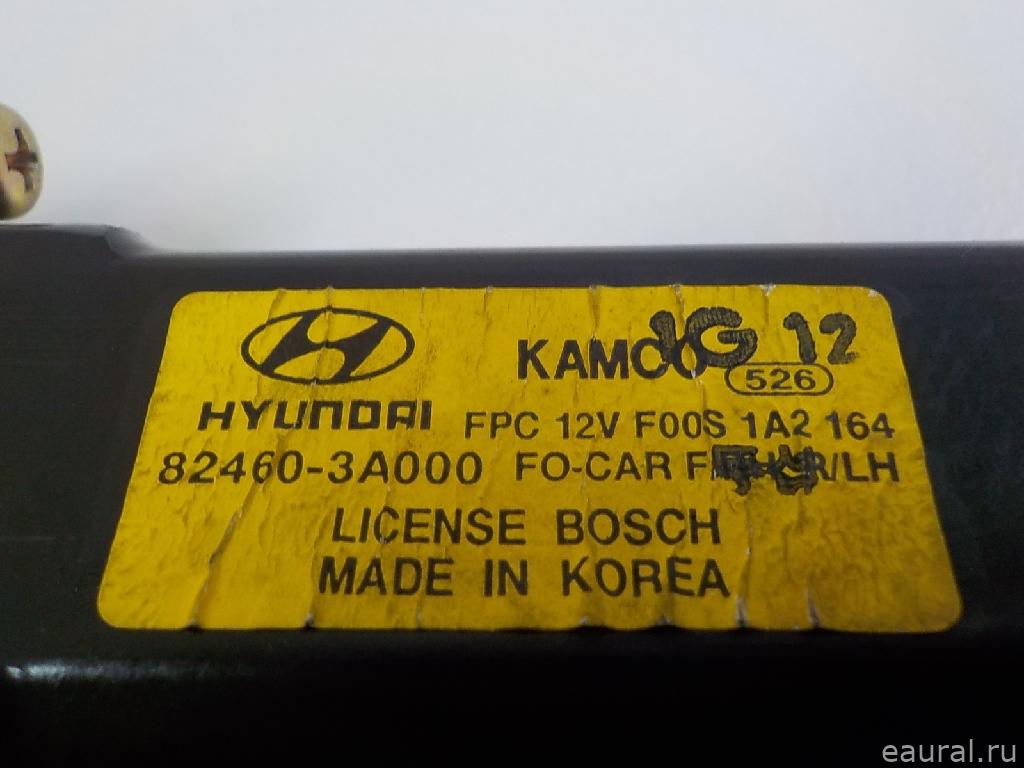 KAMCO 1G 12
526
HYUNDAI FPC 12V F00S 1A2 164
82460-3A000 FO-CAR
LICENSE BOSCH
MADE IN KOREA
eaural.ru